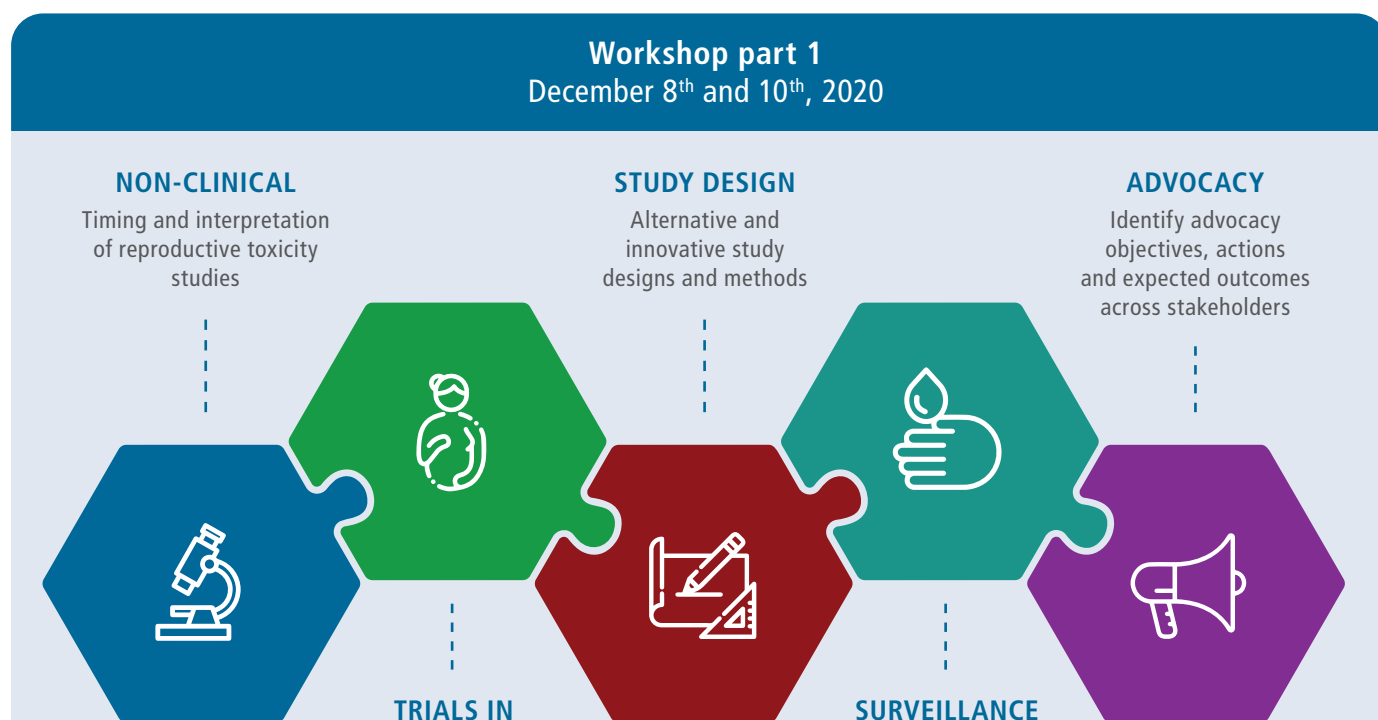 Workshop part 1
December 8th and 10th, 2020
NON-CLINICAL
Timing and interpretation
of reproductive toxicity
studies
STUDY DESIGN
Alternative and
innovative study
designs and methods
ADVOCACY
Identify advocacy
objectives, actions
and expected outcomes
across stakeholders
TRIALS IN
SURVEILLANCE